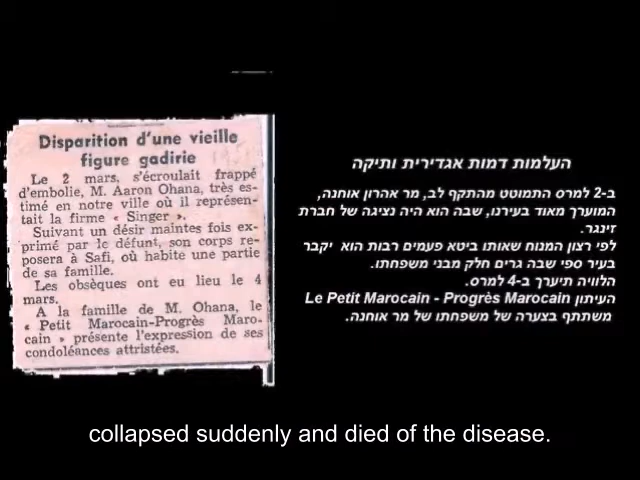 Disparition d'une vieille
figure gadirie
Le 2 mars, s'écroulait frappé
d'embolie, M. Aaron Ohana, très es-
timé en notre ville où il représen-
tait la firme « Singer ».
Suivant un désir maintes fois ex-
primé par le défunt, son corps re-
posera à Safi, où habite une partie
de sa famille.
Les obsèques ont eu lieu le 4
mars.
A la famille de M. Ohana, le
« Petit Marocain-Progrès Maro-
cain » présente l'expression de ses
condoléances attristées.
העלמות דמות אגדירית ותיקה
ב-2 למרס התמוטט מהתקף לב, מר אהרון אוחנה,
המוערך מאוד בעירנו, שבה הוא היה נציגה של חברת
זינגר.
לפי רצון המנוח שאותו ביטא פעמים רבות הוא יקבר
בעיר ספי שבה גרים חלק מבני משפחתו.
הלוויה תיערך ב-4 למרס.
העיתון Le Petit Marocain - Progrès Marocain
משתתף בצערה של משפחתו של מר אוחנה.
collapsed suddenly and died of the disease.